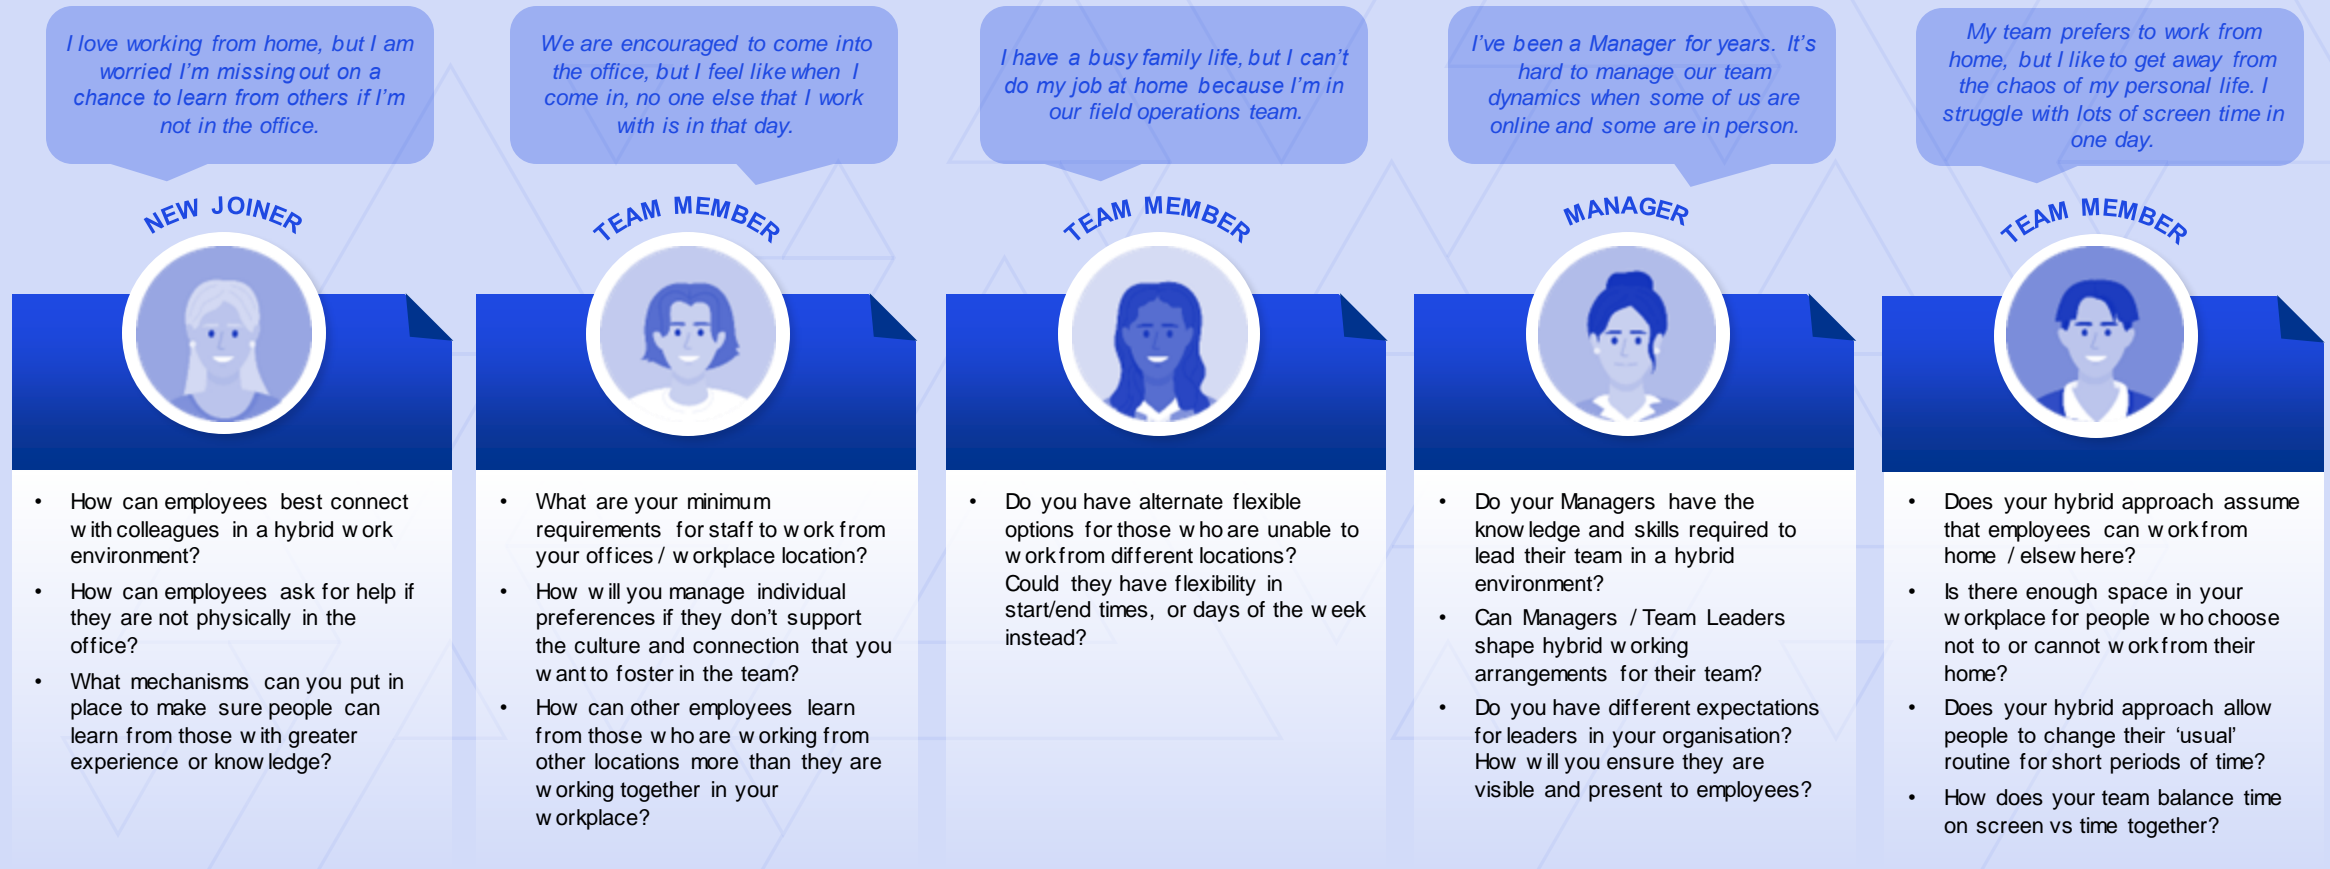 I love working from home, but I am
worried I'm missing out on a
chance to learn from others if I'm
not in the office.
NEW JOINER
• How can employees best connect
with colleagues in a hybrid work
environment?
• How can employees ask for help if
they are not physically in the
office?
• What mechanisms can you put in
place to make sure people can
learn from those with greater
experience or knowledge?
We are encouraged to come into
the office, but I feel like when I
come in, no one else that I work
with is in that day.
TEAM MEMBER
• What are your minimum
requirements for staff to work from
your offices / workplace location?
• How will you manage individual
preferences if they don't support
the culture and connection that you
want to foster in the team?
• How can other employees learn
from those who are working from
other locations more than they are
working together in your
workplace?
I have a busy family life, but I can't
do my job at home because I'm in
our field operations team.
TEAM MEMBER
• Do you have alternate flexible
options for those who are unable to
work from different locations?
Could they have flexibility in
start/end times, or days of the week
instead?
I've been a Manager for years. It's
hard to manage our team
dynamics when some of us are
online and some are in person.
MANAGER
• Do your Managers have the
knowledge and skills required to
lead their team in a hybrid
environment?
• Can Managers / Team Leaders
shape hybrid working
arrangements for their team?
• Do you have different expectations
for leaders in your organisation?
How will you ensure they are
visible and present to employees?
My team prefers to work from
home, but I like to get away from
the chaos of my personal life. I
struggle with lots of screen time in
one day.
TEAM MEMBER
• Does your hybrid approach assume
that employees can work from
home / elsewhere?
• Is there enough space in your
workplace for people who choose
not to or cannot work from their
home?
• Does your hybrid approach allow
people to change their ‘usual’
routine for short periods of time?
• How does your team balance time
on screen vs time together?